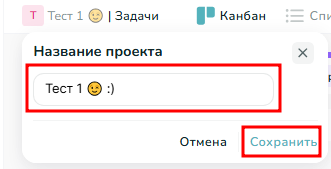 Т Тест 1 😉 | Задачи Канбан
Название проекта
Тест 1 😉 :)
Отмена Сохранить